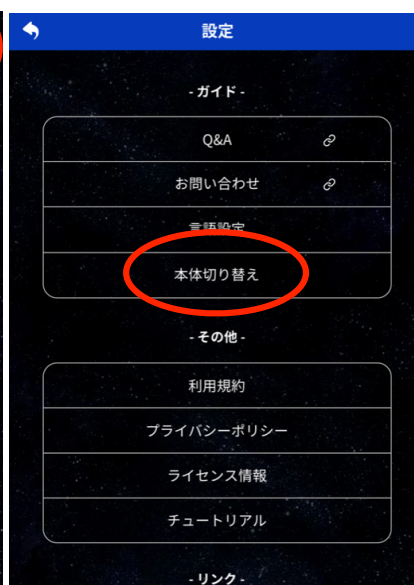 設定
- ガイド -
Q&A
お問い合わせ
言語設定
本体切り替え
- その他 -
利用規約
プライバシーポリシー
ライセンス情報
チュートリアル
- リンク -